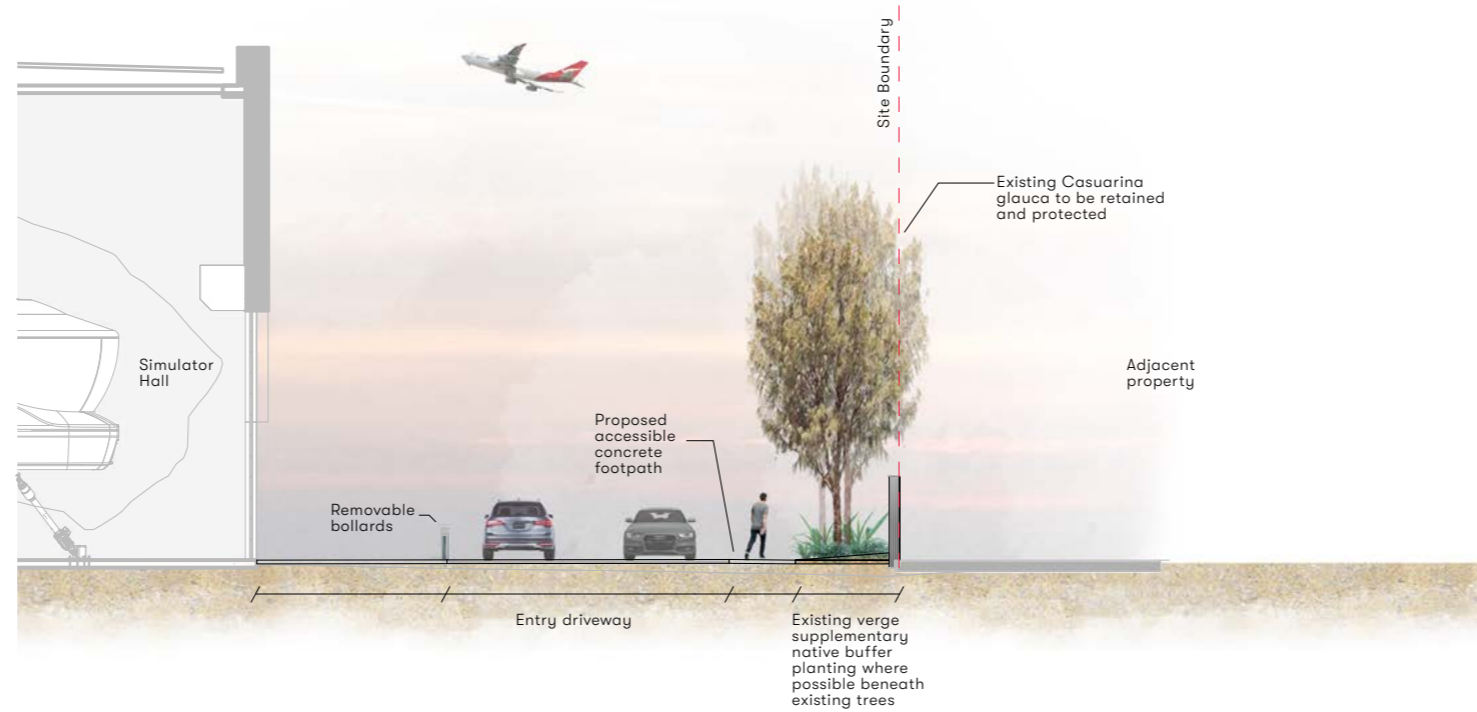 Site Boundary
Existing Casuarina
glauca to be retained
and protected
Simulator
Hall
Adjacent
property
Proposed
accessible
concrete
footpath
Removable
bollards
Entry driveway
Existing verge
supplementary
native buffer
planting where
possible beneath
existing trees